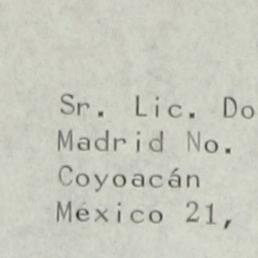 Sr. Lic. Do
Madrid No.
Coyoacán
México 21,